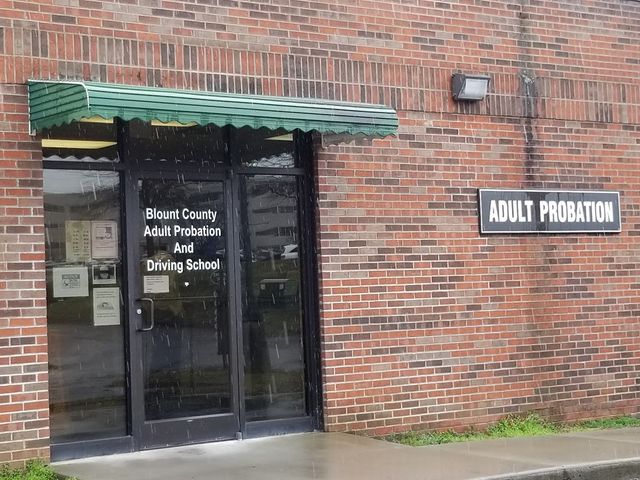 Blount County
Adult Probation
And
Driving School
ADULT PROBATION